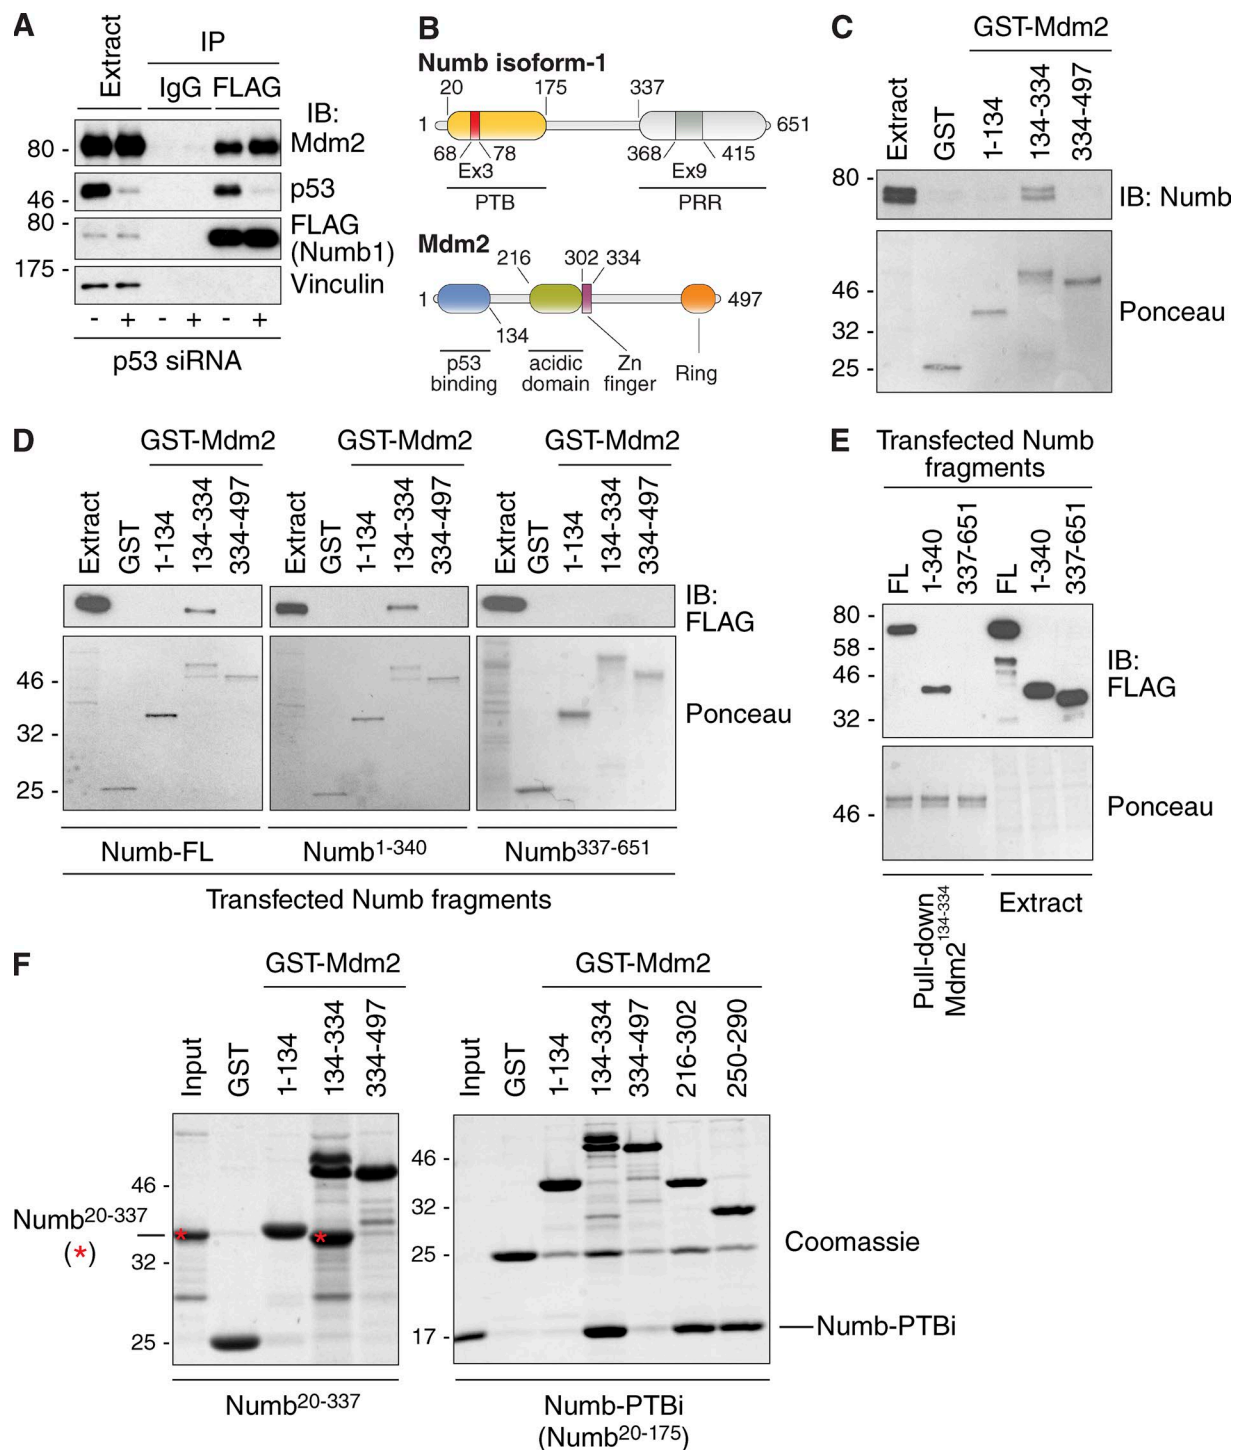 A
Extract
IP
IgG FLAG
IB:
80 - Mdm2
46 - p53
80 - FLAG
(Numb1)
175 - Vinculin
- + - + - +
p53 siRNA
B
Numb isoform-1
20 175 337
1 651
68 78 368 415
Ex3 Ex9
PTB PRR
Mdm2
216 302 334
1 497
134
p53 binding
acidic domain
Zn finger
Ring
C
GST-Mdm2
Extract GST 1-134 134-334 334-497
80 - IB: Numb
46 -
32 -
25 -
Ponceau
D
GST-Mdm2 GST-Mdm2 GST-Mdm2
Extract GST 1-134 134-334 334-497 Extract GST 1-134 134-334 334-497 Extract GST 1-134 134-334 334-497
IB:
FLAG
46 -
32 -
25 -
Ponceau
Numb-FL Numb1-340 Numb337-651
Transfected Numb fragments
E
Transfected Numb
fragments
FL 1-340 337-651 FL 1-340 337-651
80 -
58 -
46 -
32 -
IB:
FLAG
46 -
Ponceau
Pull-down
Mdm2134-334
Extract
F
GST-Mdm2 GST-Mdm2
Input GST 1-134 134-334 334-497 Input GST 1-134 134-334 334-497 216-302 250-290
46 -
Numb20-337
(*)
32 -
25 -
* *
46 -
32 -
25 -
17 -
Coomassie
Numb-PTBi
Numb20-337
Numb-PTBi
(Numb20-175)